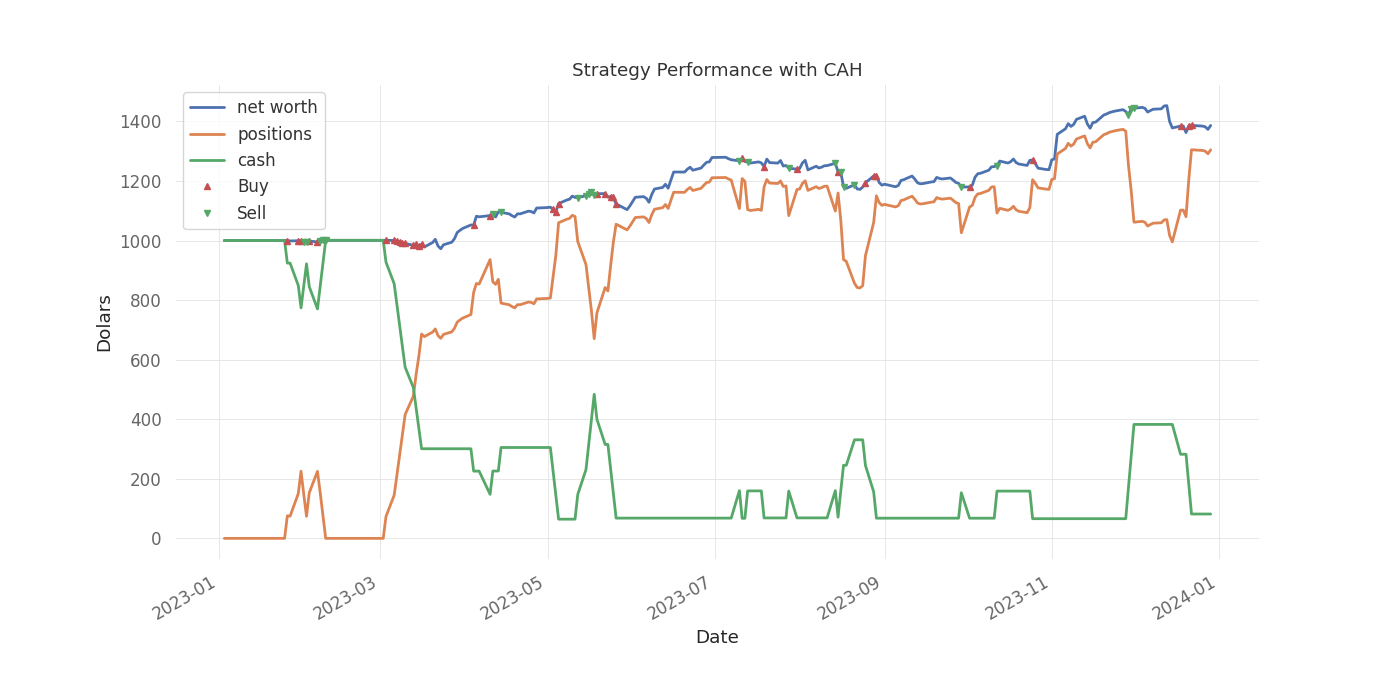 Strategy Performance with CAH
net worth
positions
cash
Buy
Sell
1400
1200
1000
800
600
400
200
0
Dolars
2023-01
2023-03
2023-05
2023-07
2023-09
2023-11
2024-01
Date